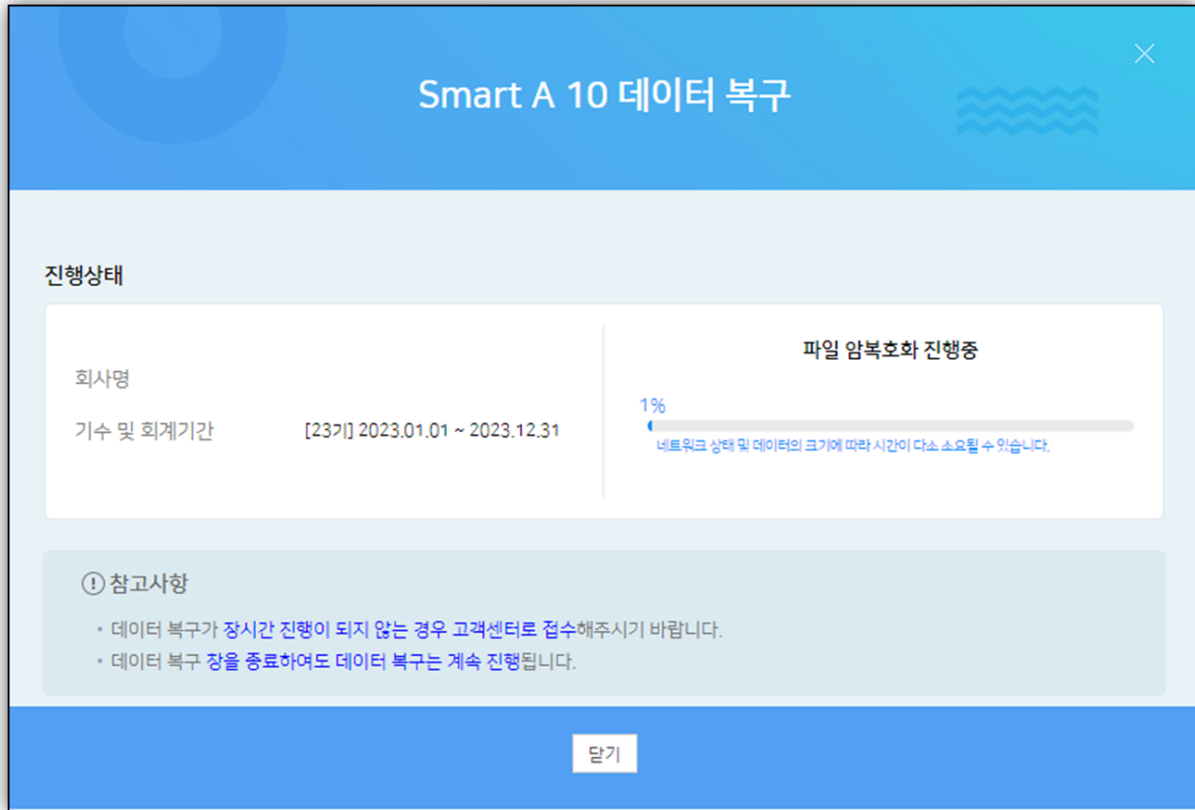 Smart A 10 데이터 복구
진행상태
회사명
기수 및 회계기간 [23기] 2023.01.01 ~ 2023.12.31
파일 암복호화 진행중
1%
네트워크 상태 및 데이터의 크기에 따라 시간이 다소 소요될 수 있습니다.
참고사항
• 데이터 복구가 장시간 진행이 되지 않는 경우 고객센터로 접수해주시기 바랍니다.
• 데이터 복구 창을 종료하여도 데이터 복구는 계속 진행됩니다.
닫기